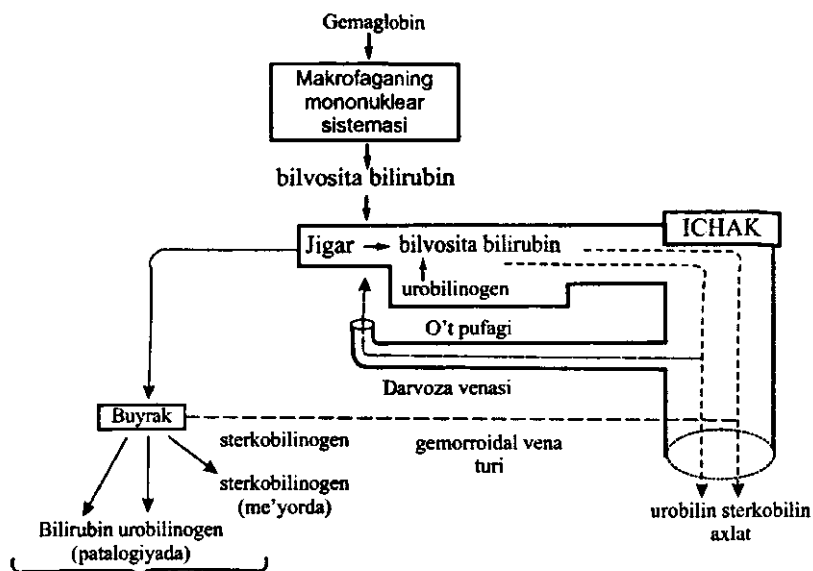 Gemaglobin
Makrofaganing
mononuklear
sistemasi
bilvosita bilirubin
ICHAK
Jigar
bilvosita bilirubin
urobilinogen
O't pufagi
Darvoza venasi
Buyrak
sterkobilinogen
gemorroidal vena
turi
sterkobilinogen
(me'yorda)
urobilin sterkobilin
axlat
Bilirubin urobilinogen
(patalogiyada)